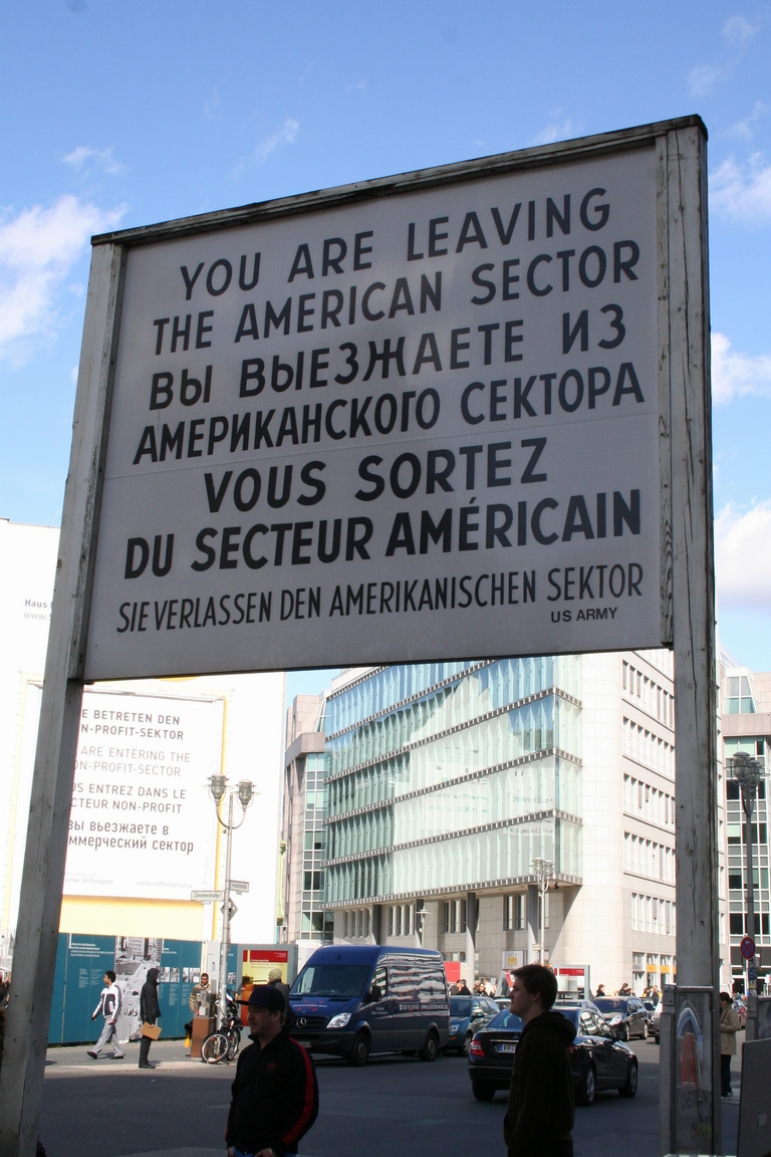 YOU ARE LEAVING
THE AMERICAN SECTOR
ВЫ ВЫЕЗЖАЕТЕ ИЗ
АМЕРИКАНСКОГО СЕКТОРА
VOUS SORTEZ
DU SECTEUR AMÉRICAIN
SIE VERLASSEN DEN AMERIKANISCHEN SEKTOR
US ARMY
BETRETEN DEN
-PROFIT-SEKTOR
ARE ENTERING THE
-PROFIT-SECTOR
ENTREZ DANS LE
CTEUR NON-PROFIT
вы въезжаете в
ммерческий сектор
Haus